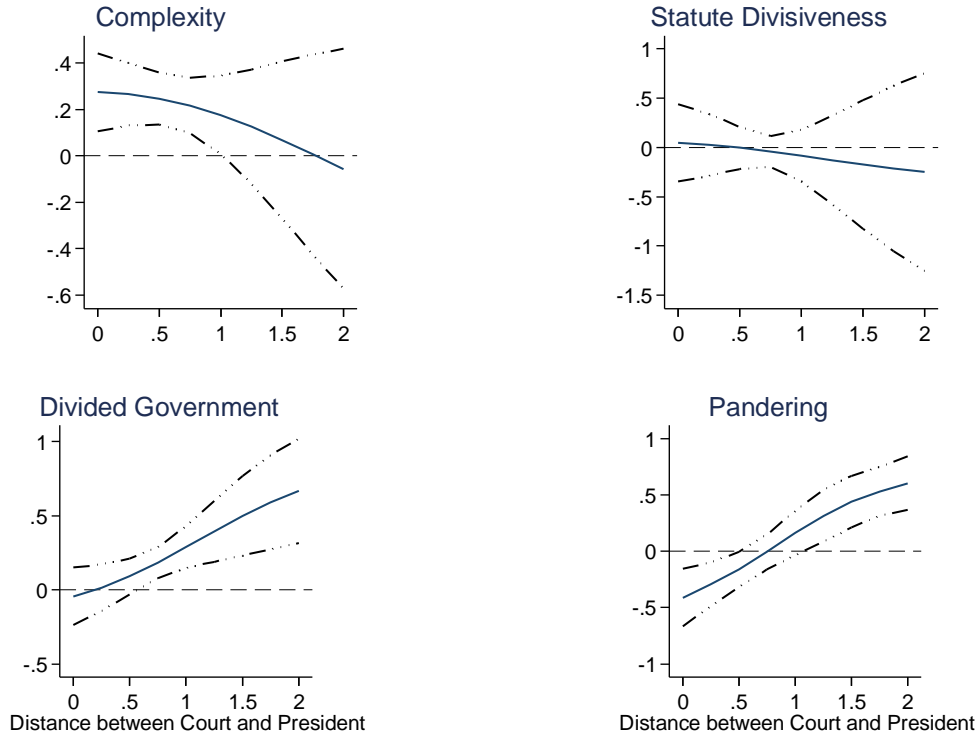 Complexity
.4
.2
0
-.2
-.4
-.6
0 .5 1 1.5 2
Statute Divisiveness
1
.5
0
-.5
-1
-1.5
0 .5 1 1.5 2
Divided Government
1
.5
0
-.5
0 .5 1 1.5 2
Distance between Court and President
Pandering
1
.5
0
-.5
-1
0 .5 1 1.5 2
Distance between Court and President